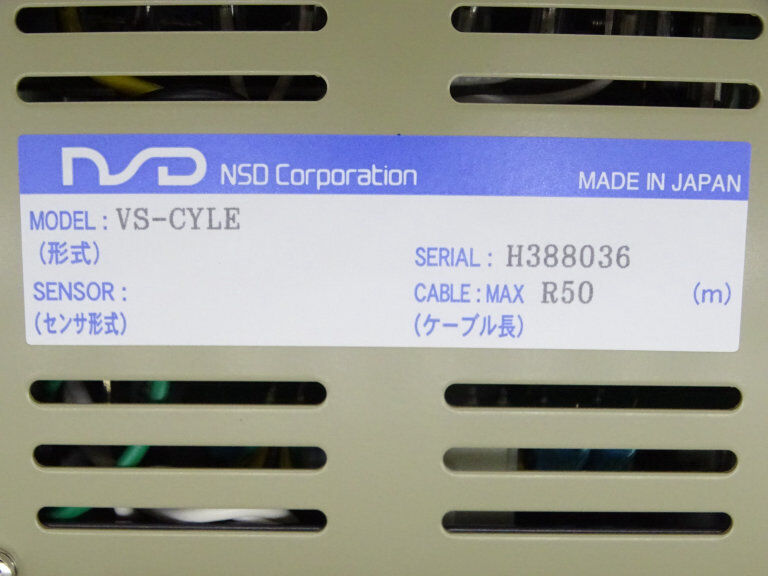 NSD NSD Corporation MADE IN JAPAN
MODEL : VS-CYLE
(形式)
SERIAL : H388036
SENSOR :
CABLE : MAX R50 (m)
(センサ形式)
(ケーブル長)